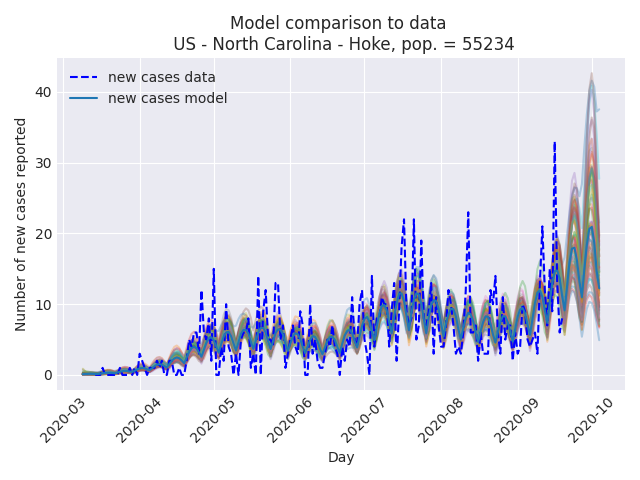 Model comparison to data
US - North Carolina - Hoke, pop. = 55234
new cases data
new cases model
Number of new cases reported
40
30
20
10
0
2020-03
2020-04
2020-05
2020-06
2020-07
2020-08
2020-09
2020-10
Day